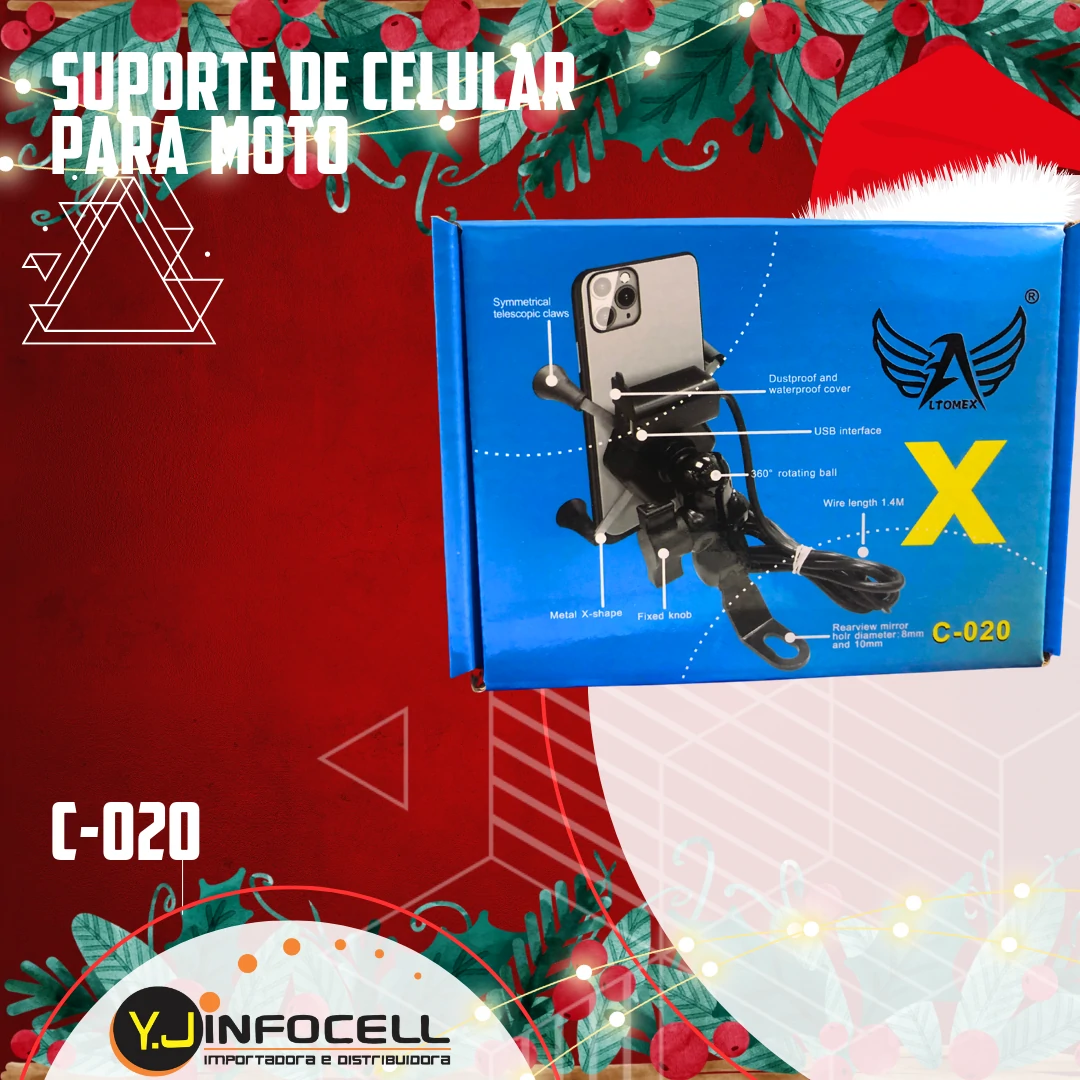 SUPORTE DE CELULAR
PARA MOTO
Symmetrical
telescopic claws
®
LTOMEX
Dustproof and
waterproof cover
USB interface
360° rotating ball
Wire length 1.4M
X
Metal X-shape
Fixed knob
Rearview mirror
holr diameter:8mm
and 10mm
C-020
C-020
Y.J INFOCELL
IMPORTADORA E DISTRIBUIDORA